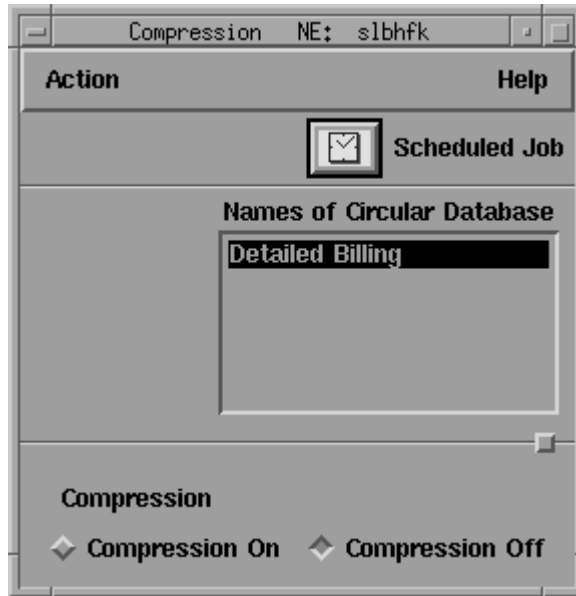 Compression NE: slbhfk
Action Help
Scheduled Job
Names of Circular Database
Detailed Billing
Compression
Compression On Compression Off